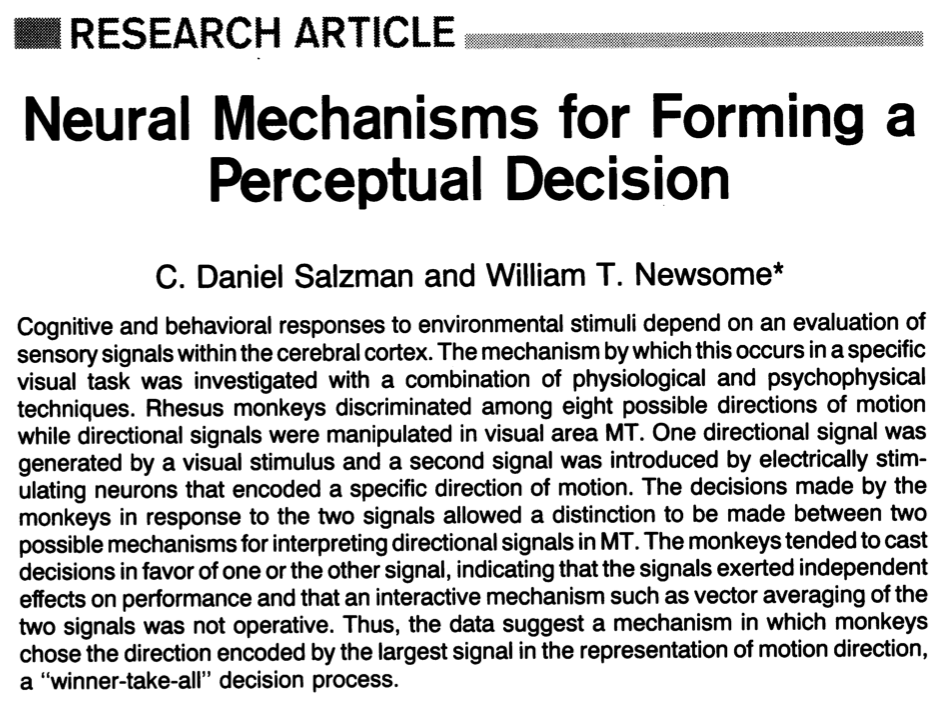 RESEARCH ARTICLE
Neural Mechanisms for Forming a
Perceptual Decision
C. Daniel Salzman and William T. Newsome*
Cognitive and behavioral responses to environmental stimuli depend on an evaluation of
sensory signals within the cerebral cortex. The mechanism by which this occurs in a specific
visual task was investigated with a combination of physiological and psychophysical
techniques. Rhesus monkeys discriminated among eight possible directions of motion
while directional signals were manipulated in visual area MT. One directional signal was
generated by a visual stimulus and a second signal was introduced by electrically stim-
ulating neurons that encoded a specific direction of motion. The decisions made by the
monkeys in response to the two signals allowed a distinction to be made between two
possible mechanisms for interpreting directional signals in MT. The monkeys tended to cast
decisions in favor of one or the other signal, indicating that the signals exerted independent
effects on performance and that an interactive mechanism such as vector averaging of the
two signals was not operative. Thus, the data suggest a mechanism in which monkeys
chose the direction encoded by the largest signal in the representation of motion direction,
a "winner-take-all" decision process.